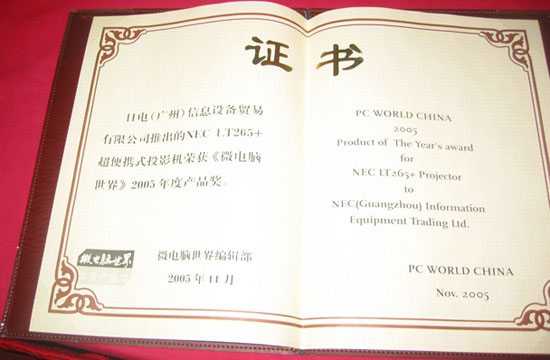 证书
日电(广州)信息设备贸易
有限公司推出的NEC LT265+
超便携式投影机荣获《微电脑
世界》2005年度产品奖。
微电脑世界
微电脑世界编辑部
2005年11月
PC WORLD CHINA
2005
Product of The Year's award
for
NEC LT265+ Projector
to
NEC(Guangzhou) Information
Equipment Trading Ltd.
PC WORLD CHINA
Nov. 2005